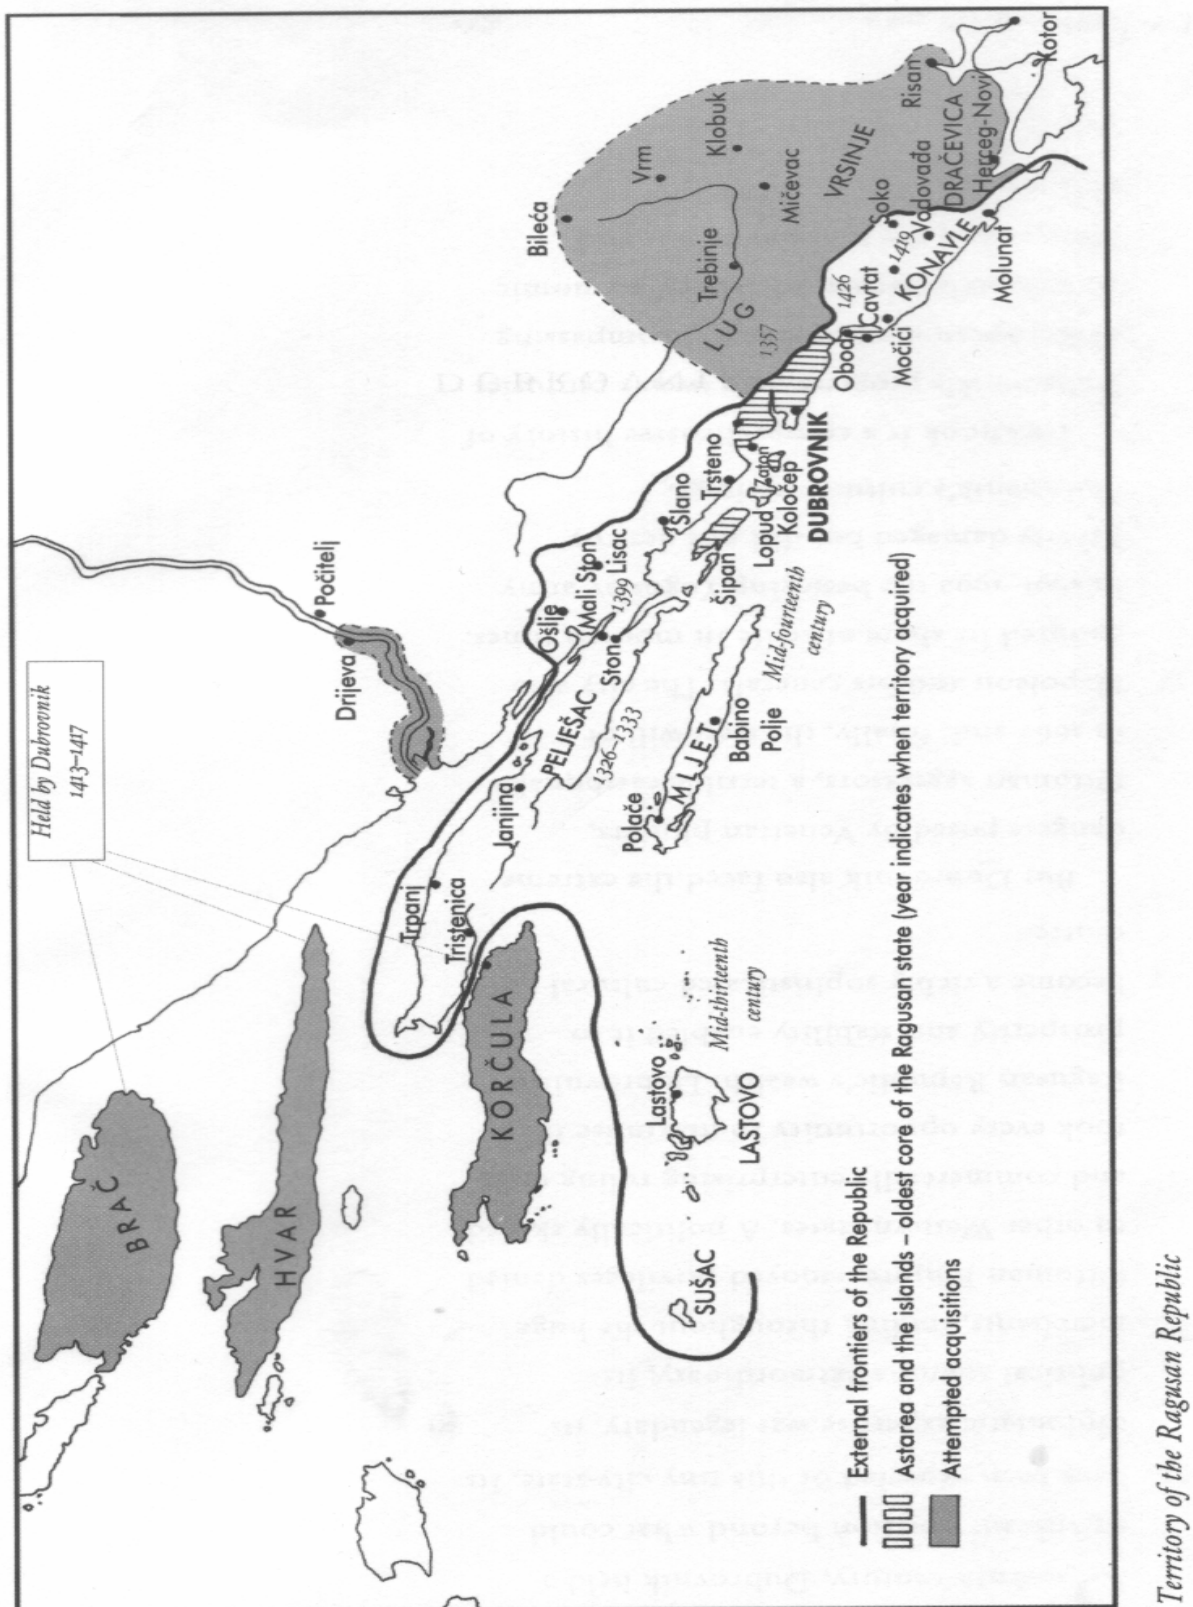 Held by Dubrovnik
1413–1417
BRAČ
HVAR
KORČULA
Drijeva
Počitelj
Bileća
Vrm
Klobuk
Trebinje
Mičevac
LUG
1357
VRSINJE
Risan
Kotor
DRAČEVICA
Herceg-Novi
Soko
Vodovađa
1419
KONAVLE
1426
Cavtat
Obod
Močići
Molunat
Trpanj
Trstenica
Janjina
PELJEŠAC
1326–1333
Ošlje
Mali Ston
Lisac
1399
Ston
Slano
Trsteno
Zaton
Šipan
Lopud
Koločep
DUBROVNIK
Polače
MLJET
Babino
Polje
Mid-fourteenth
century
Lastovo
Mid-thirteenth
century
LASTOVO
SUŠAC
External frontiers of the Republic
Astarea and the islands – oldest core of the Ragusan state (year indicates when territory acquired)
Attempted acquisitions
Territory of the Ragusan Republic